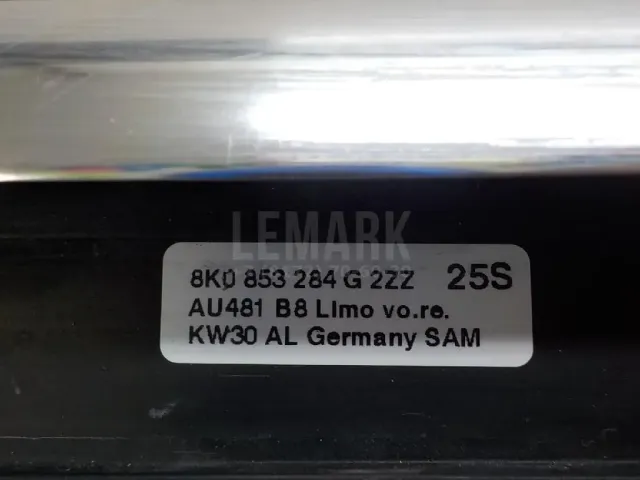 LEMARK
8K0 853 284 G 2ZZ 25S
AU481 B8 Limo vo.re.
KW30 AL Germany SAM